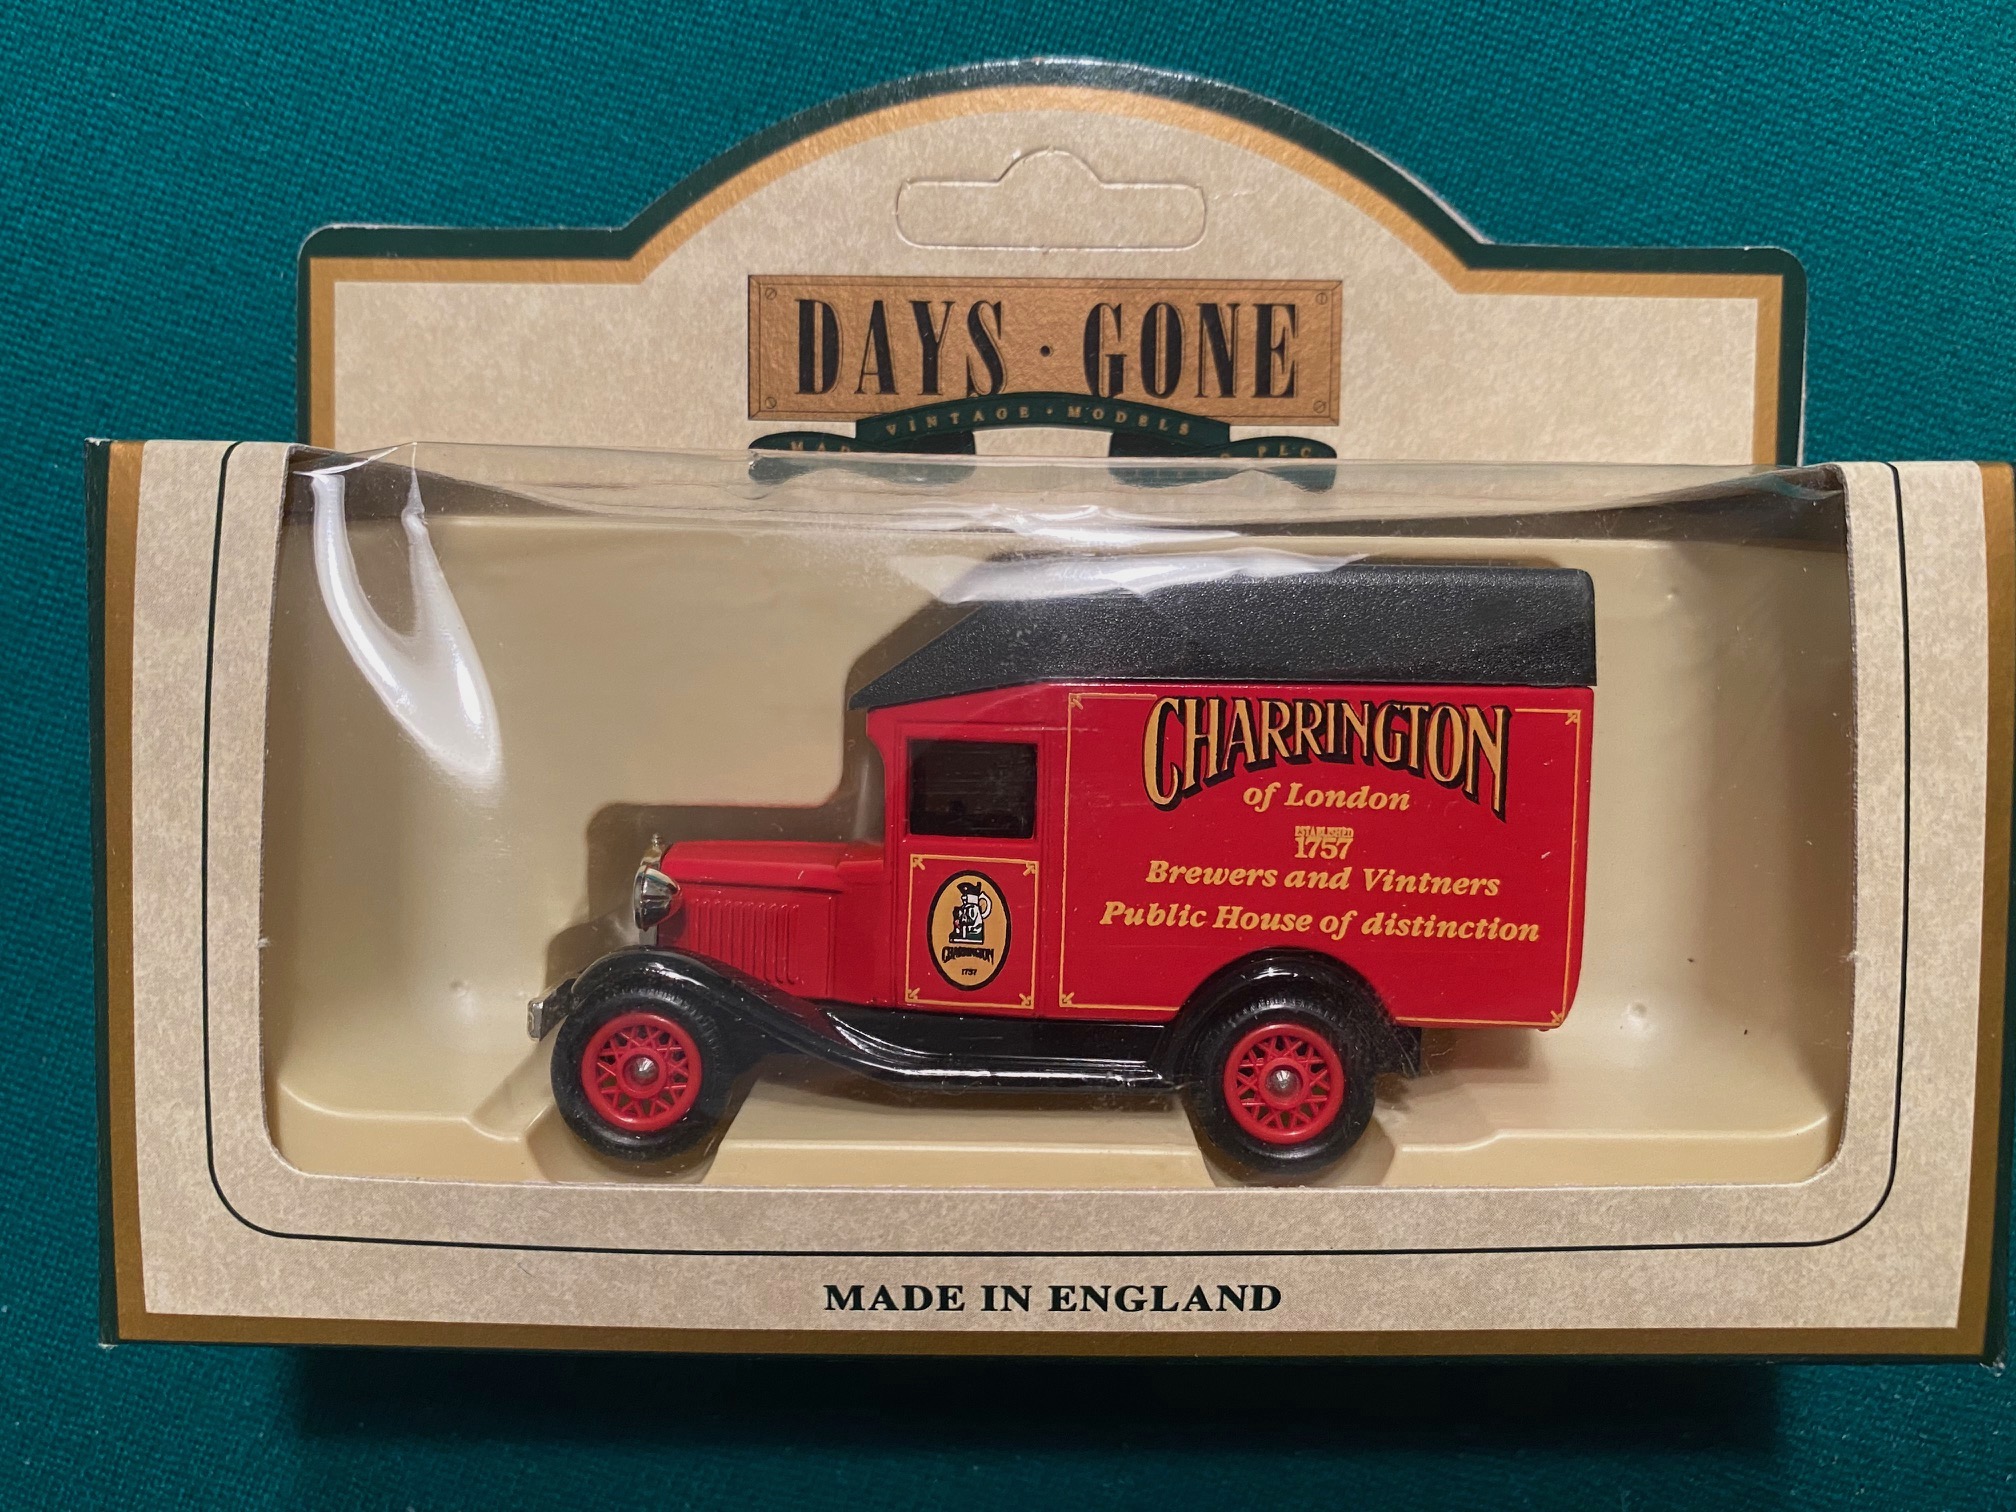 DAYS · GONE
VINTAGE · MODELS
PLC
CHARRINGTON
of London
ESTABLISHED
1757
Brewers and Vintners
Public House of distinction
CHARRINGTON
1757
MADE IN ENGLAND